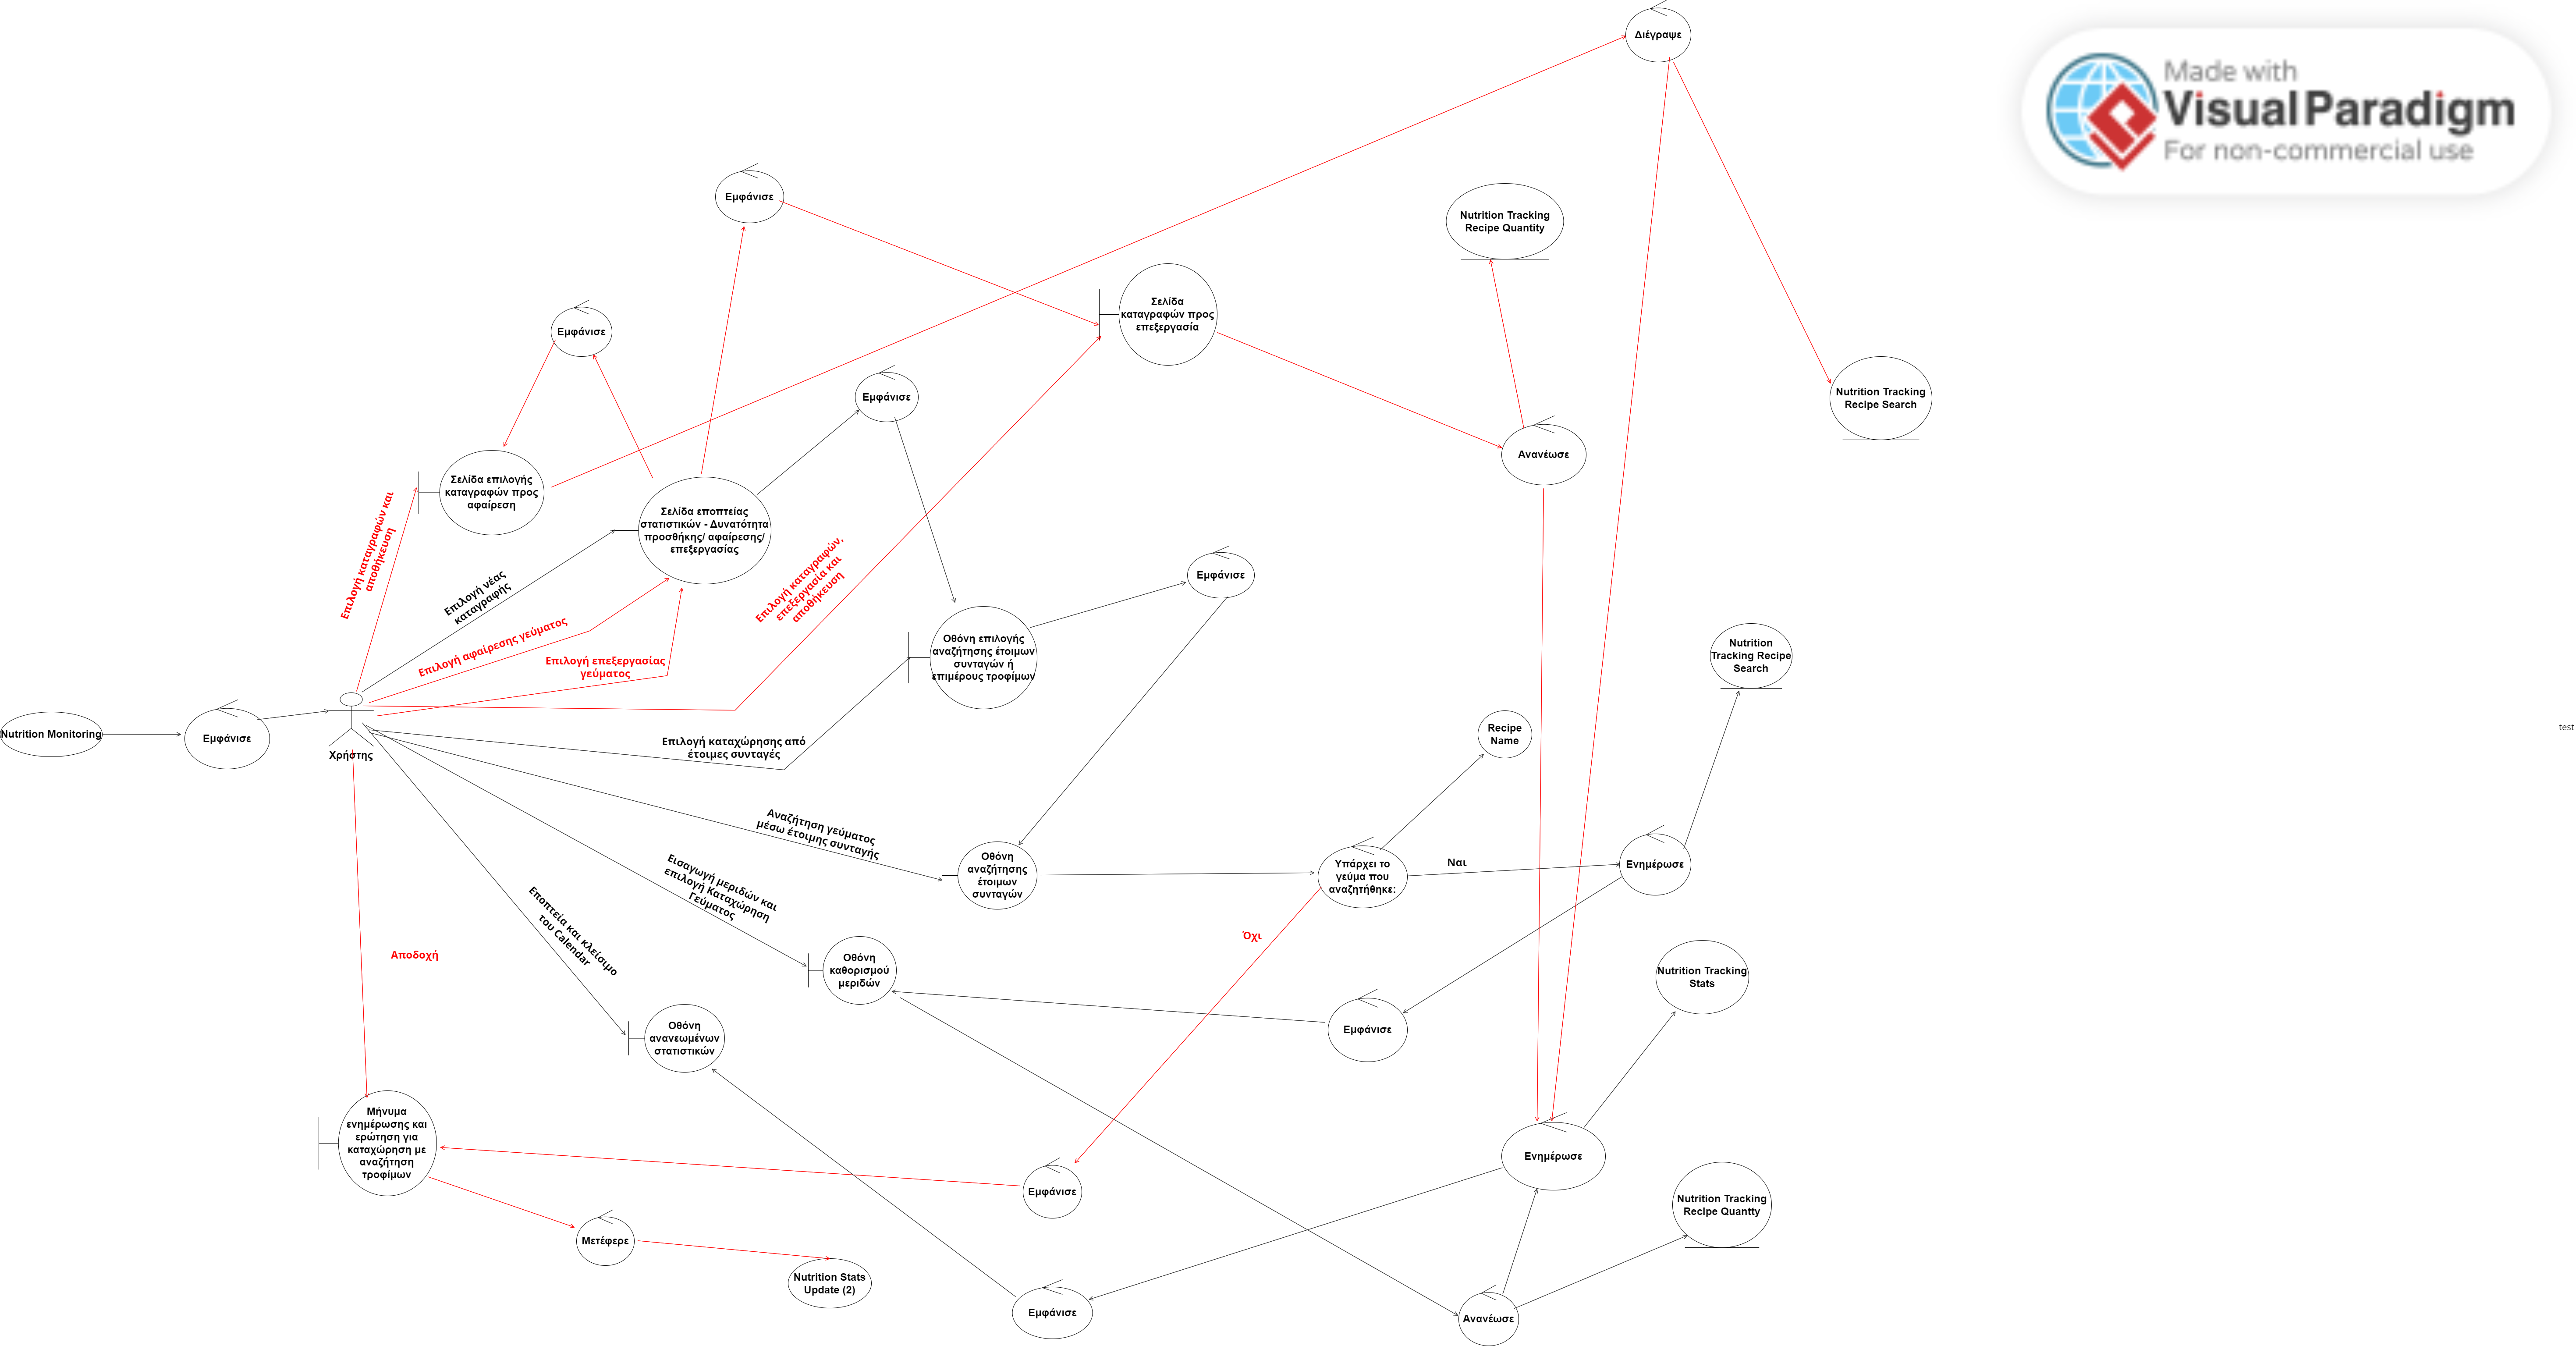 Διέγραψε
Made with
Visual Paradigm
For non-commercial use
Εμφάνισε
Nutrition Tracking
Recipe Quantity
Σελίδα
καταγραφών προς
επεξεργασία
Εμφάνισε
Εμφάνισε
Nutrition Tracking
Recipe Search
Ανανέωσε
Σελίδα επιλογής
καταγραφών προς
αφαίρεση
Σελίδα εποπτείας
στατιστικών - Δυνατότητα
προσθήκης/ αφαίρεσης/
επεξεργασίας
Επιλογή καταγραφών και
αποθήκευση
Επιλογή νέας
καταγραφής
Επιλογή καταγραφών,
επεξεργασία και
αποθήκευση
Εμφάνισε
Επιλογή αφαίρεσης γεύματος
Επιλογή επεξεργασίας
γεύματος
Οθόνη επιλογής
αναζήτησης έτοιμων
συνταγών ή
επιμέρους τροφίμων
Nutrition
Tracking Recipe
Search
Nutrition Monitoring
Εμφάνισε
Χρήστης
Επιλογή καταχώρησης από
έτοιμες συνταγές
Recipe
Name
test
Αναζήτηση γεύματος
μέσω έτοιμης συνταγής
Οθόνη
αναζήτησης
έτοιμων
συνταγών
Υπάρχει το
γεύμα που
αναζητήθηκε:
Ναι
Ενημέρωσε
Εισαγωγή μεριδών και
επιλογή Καταχώρηση
Γεύματος
Εποπτεία και κλείσιμο
του Calendar
Όχι
Αποδοχή
Οθόνη
καθορισμού
μεριδών
Nutrition Tracking
Stats
Εμφάνισε
Οθόνη
ανανεωμένων
στατιστικών
Μήνυμα
ενημέρωσης και
ερώτηση για
καταχώρηση με
αναζήτηση
τροφίμων
Ενημέρωσε
Εμφάνισε
Nutrition Tracking
Recipe Quantty
Μετέφερε
Nutrition Stats
Update (2)
Εμφάνισε
Ανανέωσε